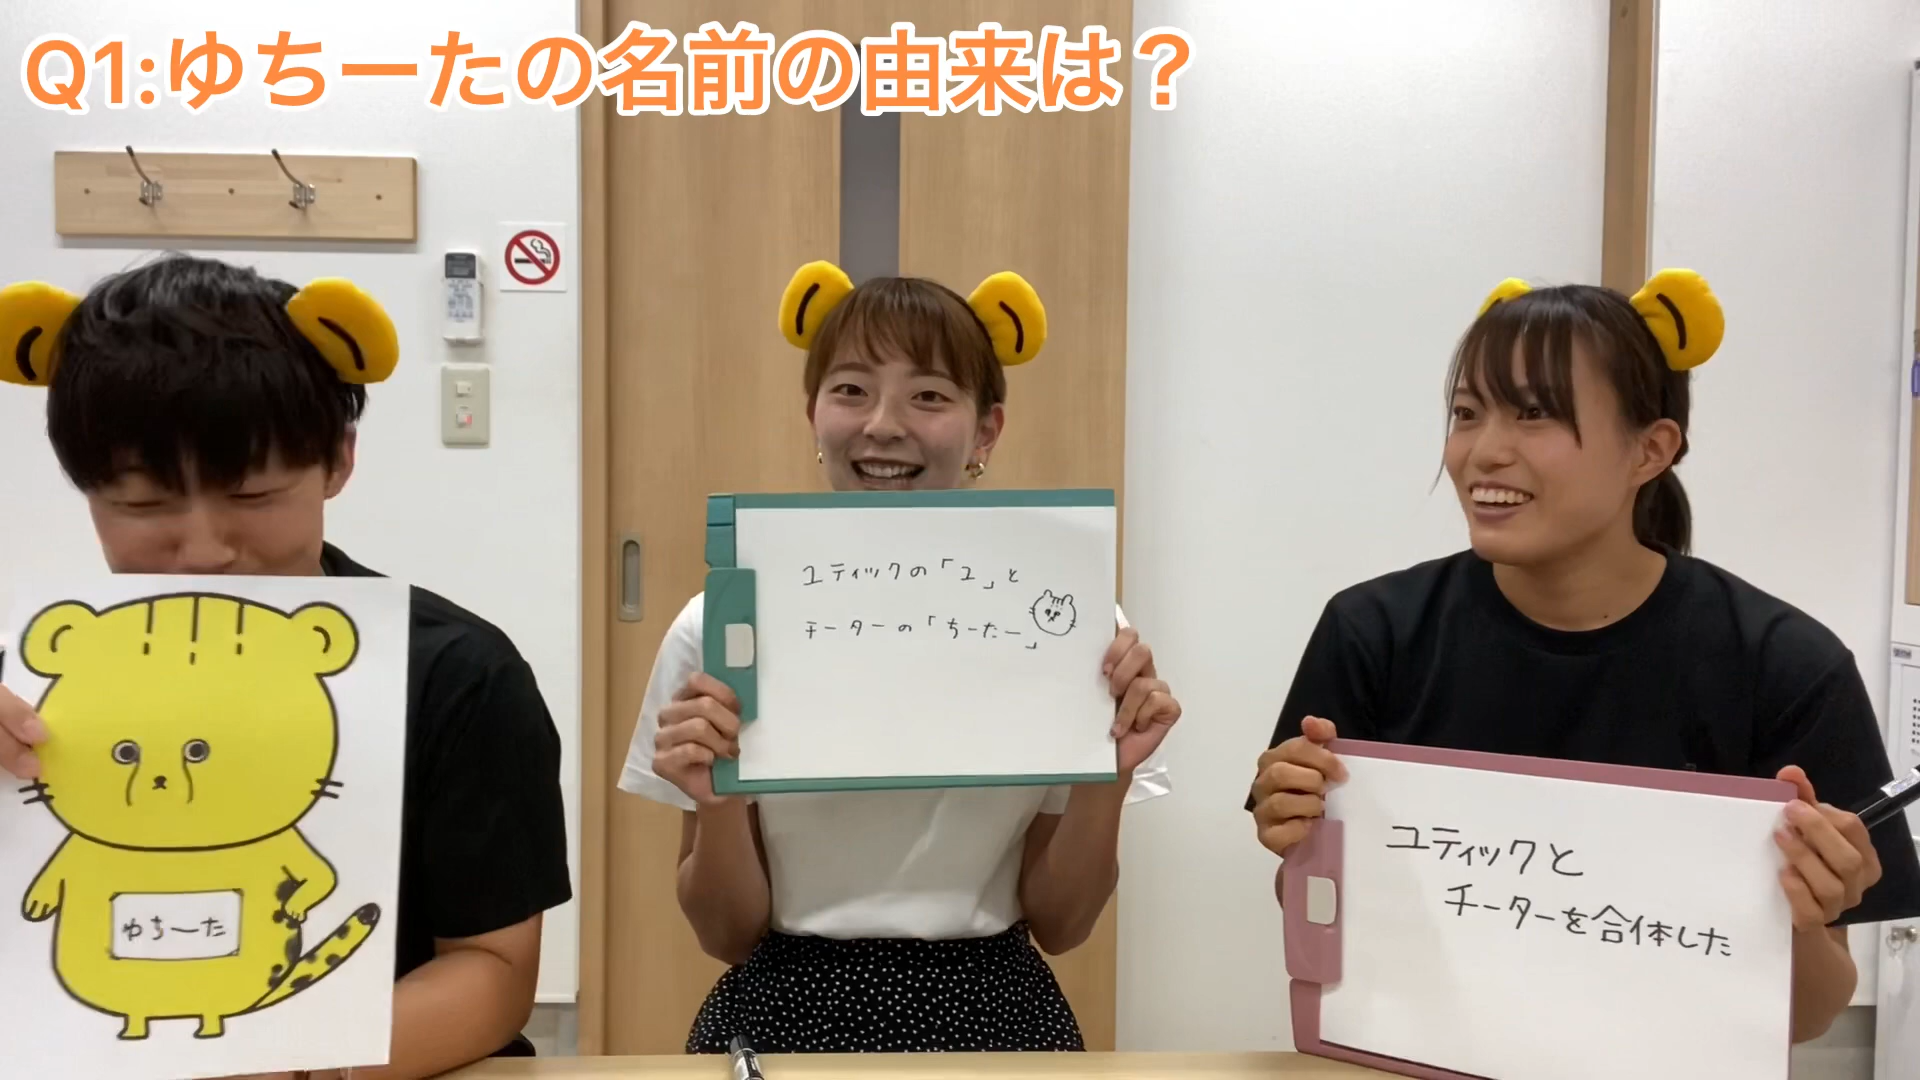 Q1:ゆちーたの名前の由来は？
ゆちーた
ユティックの「ユ」と
チーターの「ちーたー」
ユティックと
チーターを合体した